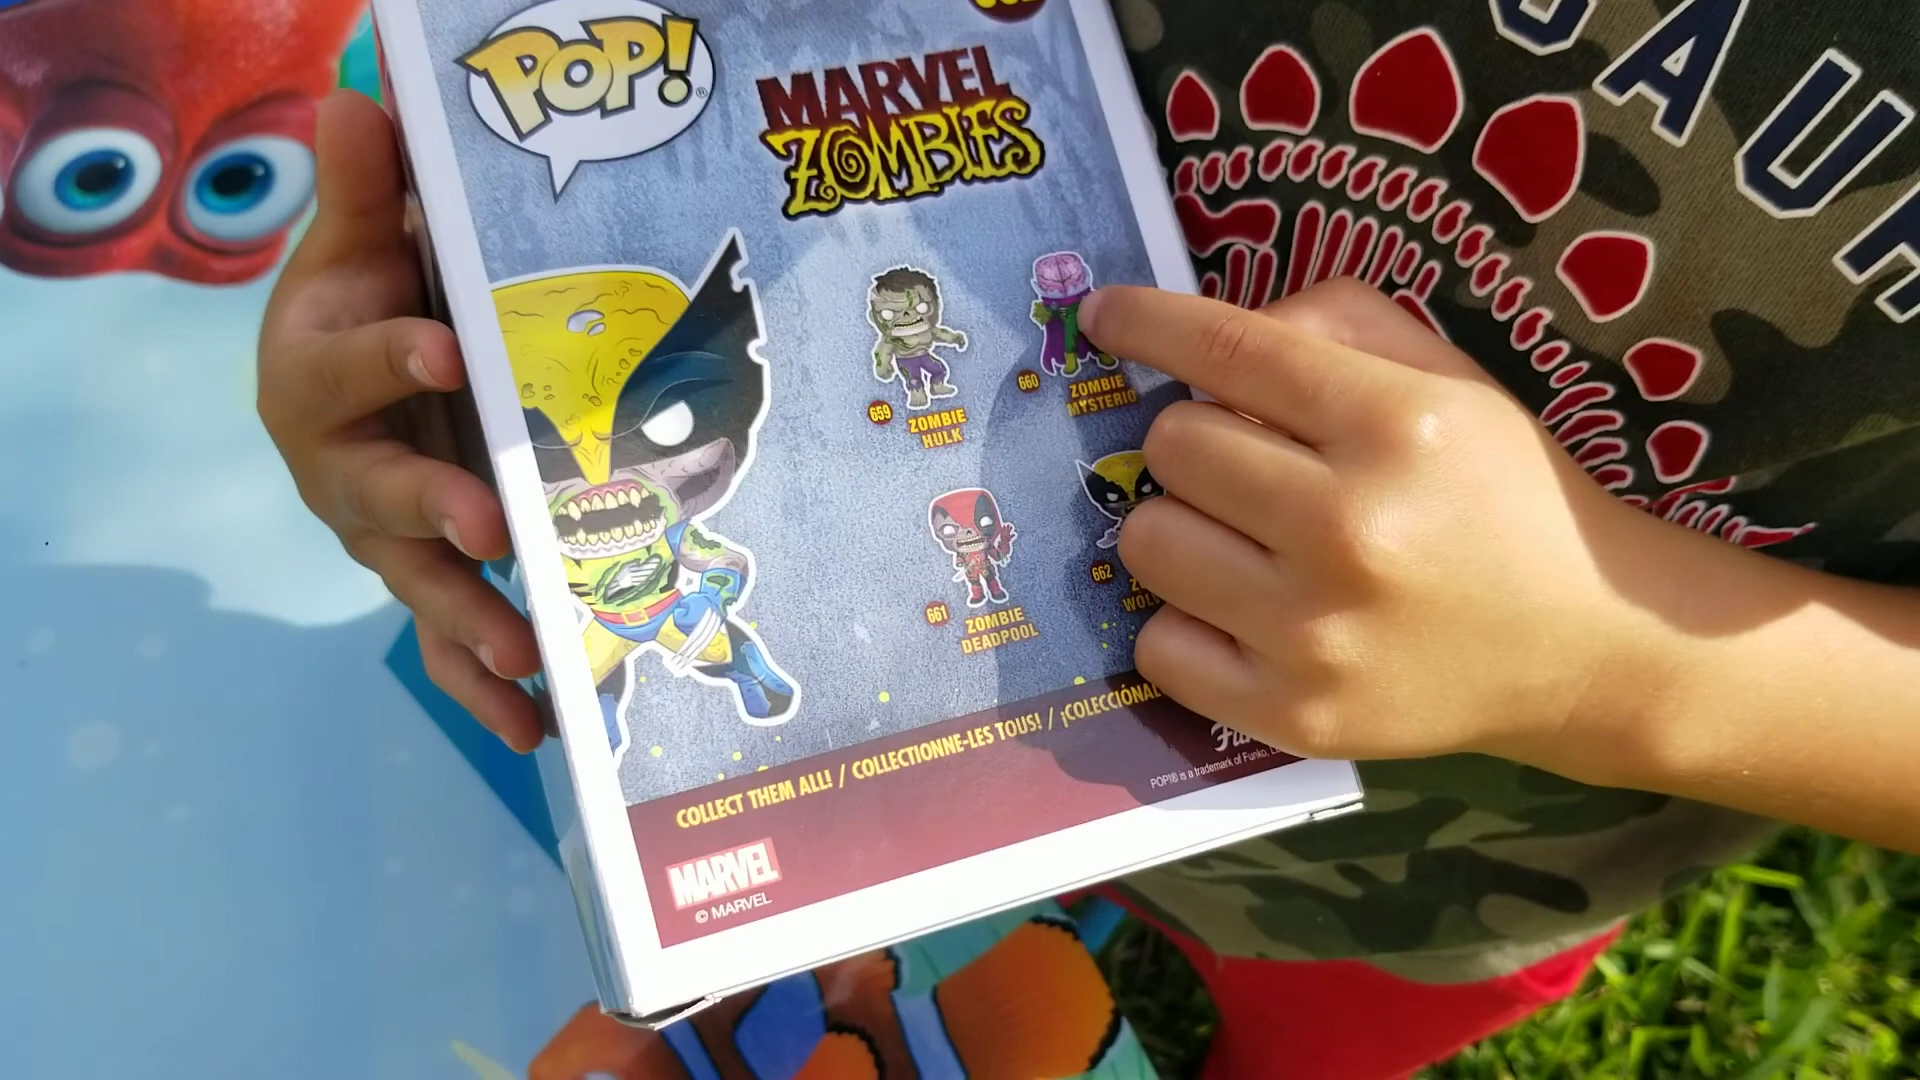 POP!®
MARVEL
ZOMBIES
659 ZOMBIE
HULK
660 ZOMBIE
MYSTERIO
661 ZOMBIE
DEADPOOL
662
COLLECT THEM ALL! / COLLECTIONNE-LES TOUS! / ¡COLECCIÓNAL
POP!® is a trademark of Funko,
MARVEL
© MARVEL
AU